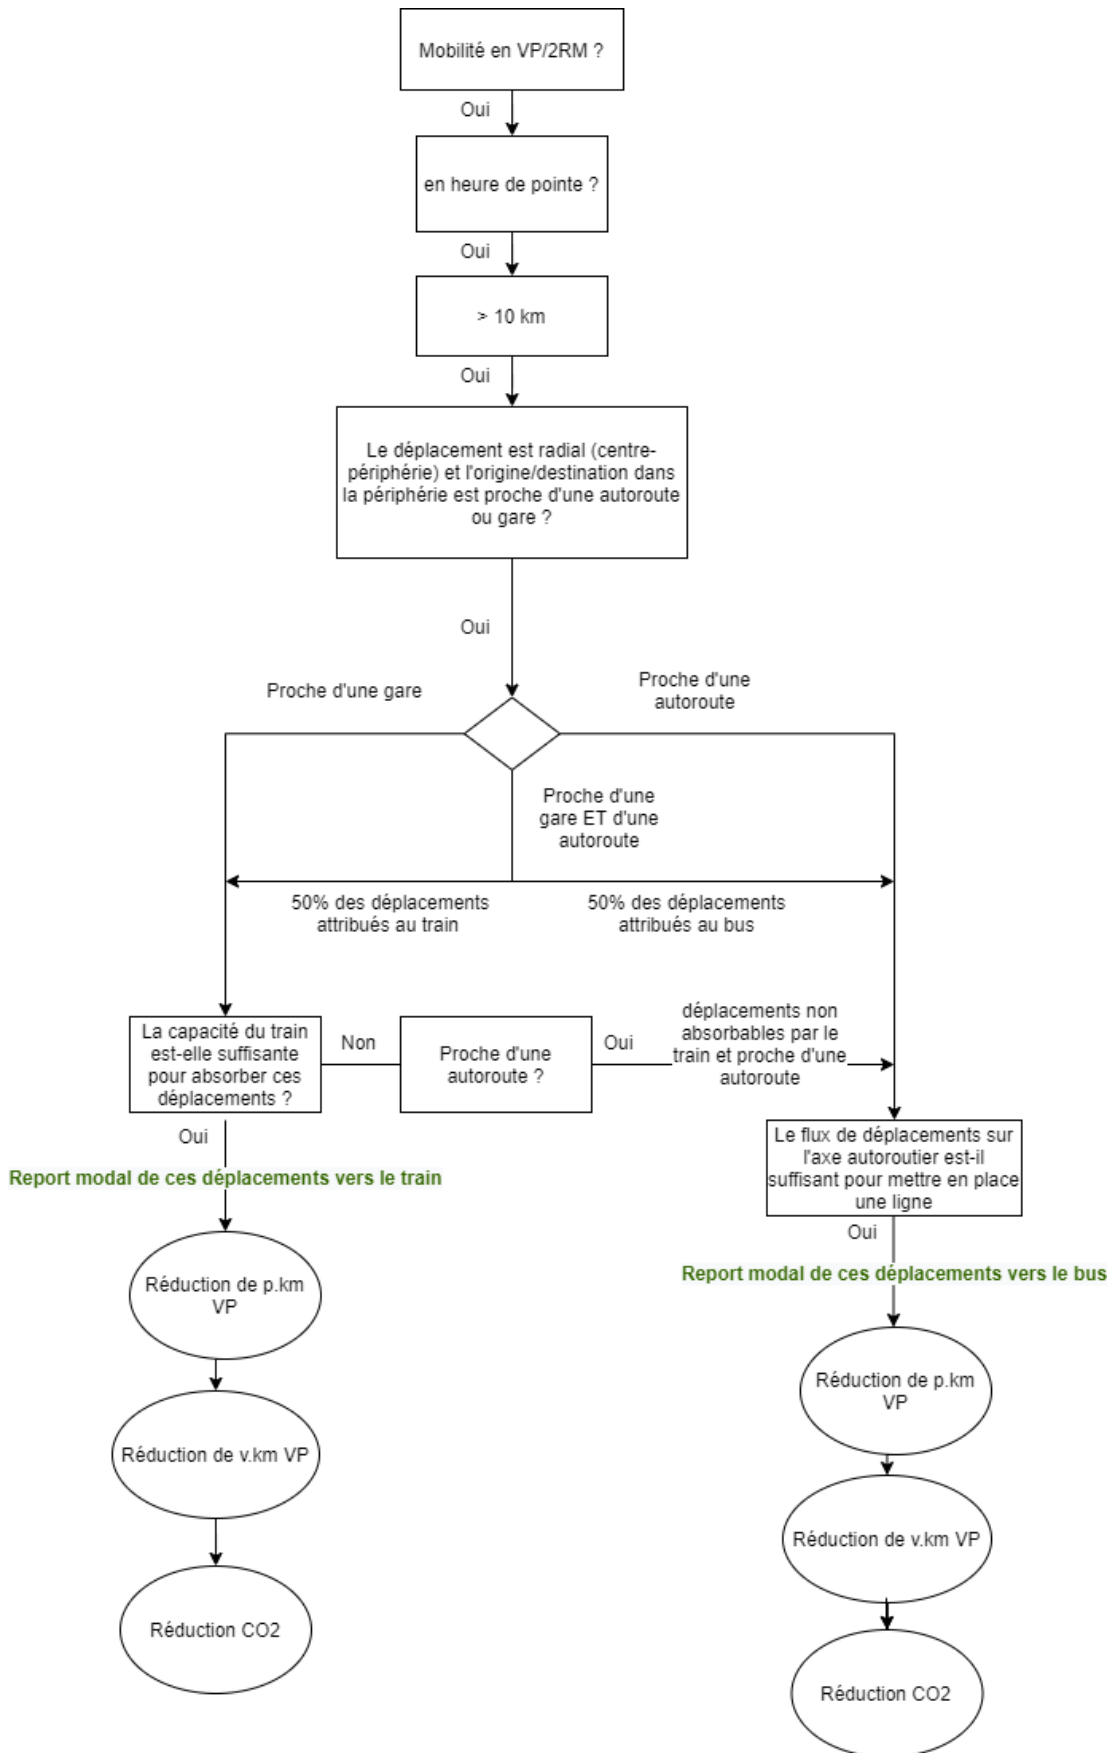 Mobilité en VP/2RM ?
Oui
en heure de pointe ?
Oui
> 10 km
Oui
Le déplacement est radial (centre-
périphérie) et l'origine/destination dans
la périphérie est proche d'une autoroute
ou gare ?
Oui
Proche d'une gare
Proche d'une
autoroute
Proche d'une
gare ET d'une
autoroute
50% des déplacements
attribués au train
50% des déplacements
attribués au bus
La capacité du train
est-elle suffisante
pour absorber ces
déplacements ?
Non
Proche d'une
autoroute ?
Oui
déplacements non
absorbables par le
train et proche d'une
autoroute
Oui
Report modal de ces déplacements vers le train
Le flux de déplacements sur
l'axe autoroutier est-il
suffisant pour mettre en place
une ligne
Oui
Report modal de ces déplacements vers le bus
Réduction de p.km
VP
Réduction de v.km VP
Réduction CO2
Réduction de p.km
VP
Réduction de v.km VP
Réduction CO2